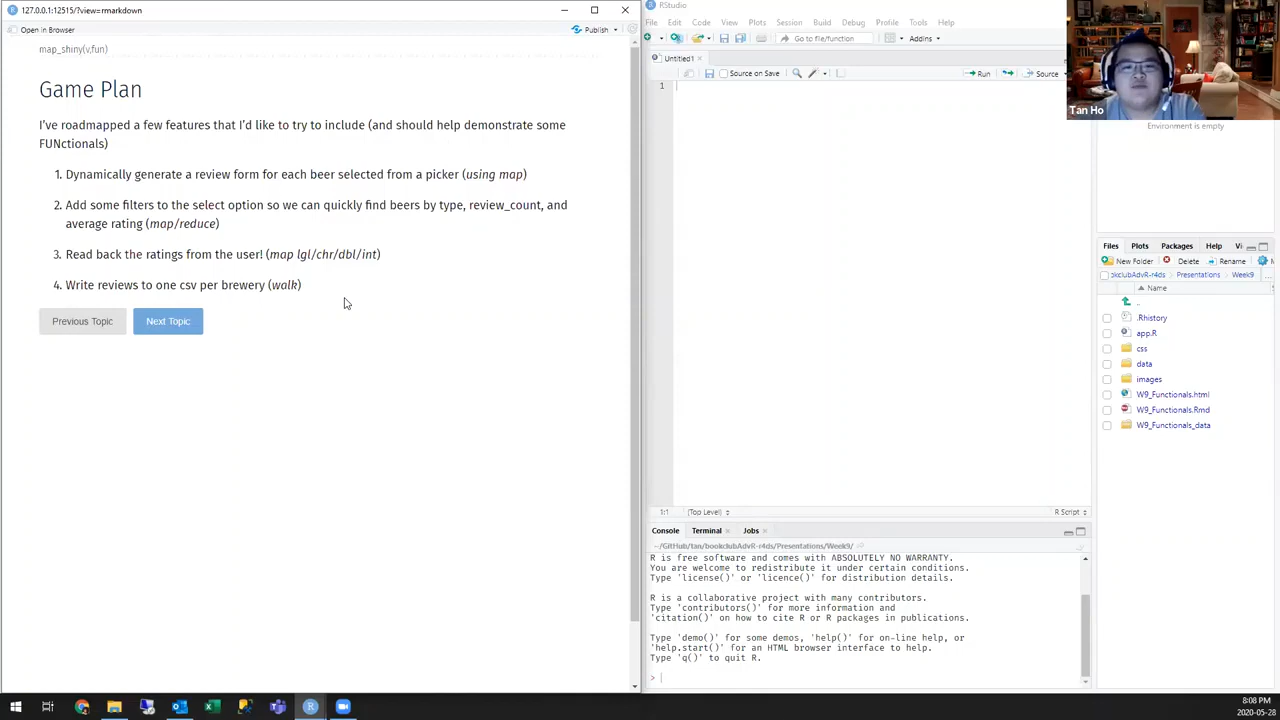 127.0.0.1:12515/?view=rmarkdown
Open in Browser
Publish
map_shiny(v,fun)
Game Plan
I've roadmapped a few features that I'd like to try to include (and should help demonstrate some
FUNctionals)
1. Dynamically generate a review form for each beer selected from a picker (using map)
2. Add some filters to the select option so we can quickly find beers by type, review_count, and
average rating (map/reduce)
3. Read back the ratings from the user! (map lgl/chr/dbl/int)
4. Write reviews to one csv per brewery (walk)
Previous Topic
Next Topic
RStudio
File Edit Code View Plots Session Build Debug Profile Tools Help
Go to file/function
Addins
Untitled1
Source on Save
Run
Source
1
1:1
(Top Level)
R Script
Console Terminal Jobs
~/GitHub/tan/bookclubAdvR-r4ds/Presentations/Week9/
R is free software and comes with ABSOLUTELY NO WARRANTY.
You are welcome to redistribute it under certain conditions.
Type 'license()' or 'licence()' for distribution details.
R is a collaborative project with many contributors.
Type 'contributors()' for more information and
'citation()' on how to cite R or R packages in publications.
Type 'demo()' for some demos, 'help()' for on-line help, or
'help.start()' for an HTML browser interface to help.
Type 'q()' to quit R.
>
Tan Ho
Environment is empty
Files Plots Packages Help Vi
New Folder Delete Rename M
okclubAdvR-r4ds Presentations Week9 ...
Name
..
.Rhistory
app.R
css
data
images
W9_Functionals.html
W9_Functionals.Rmd
W9_Functionals_data
8:08 PM
2020-05-28